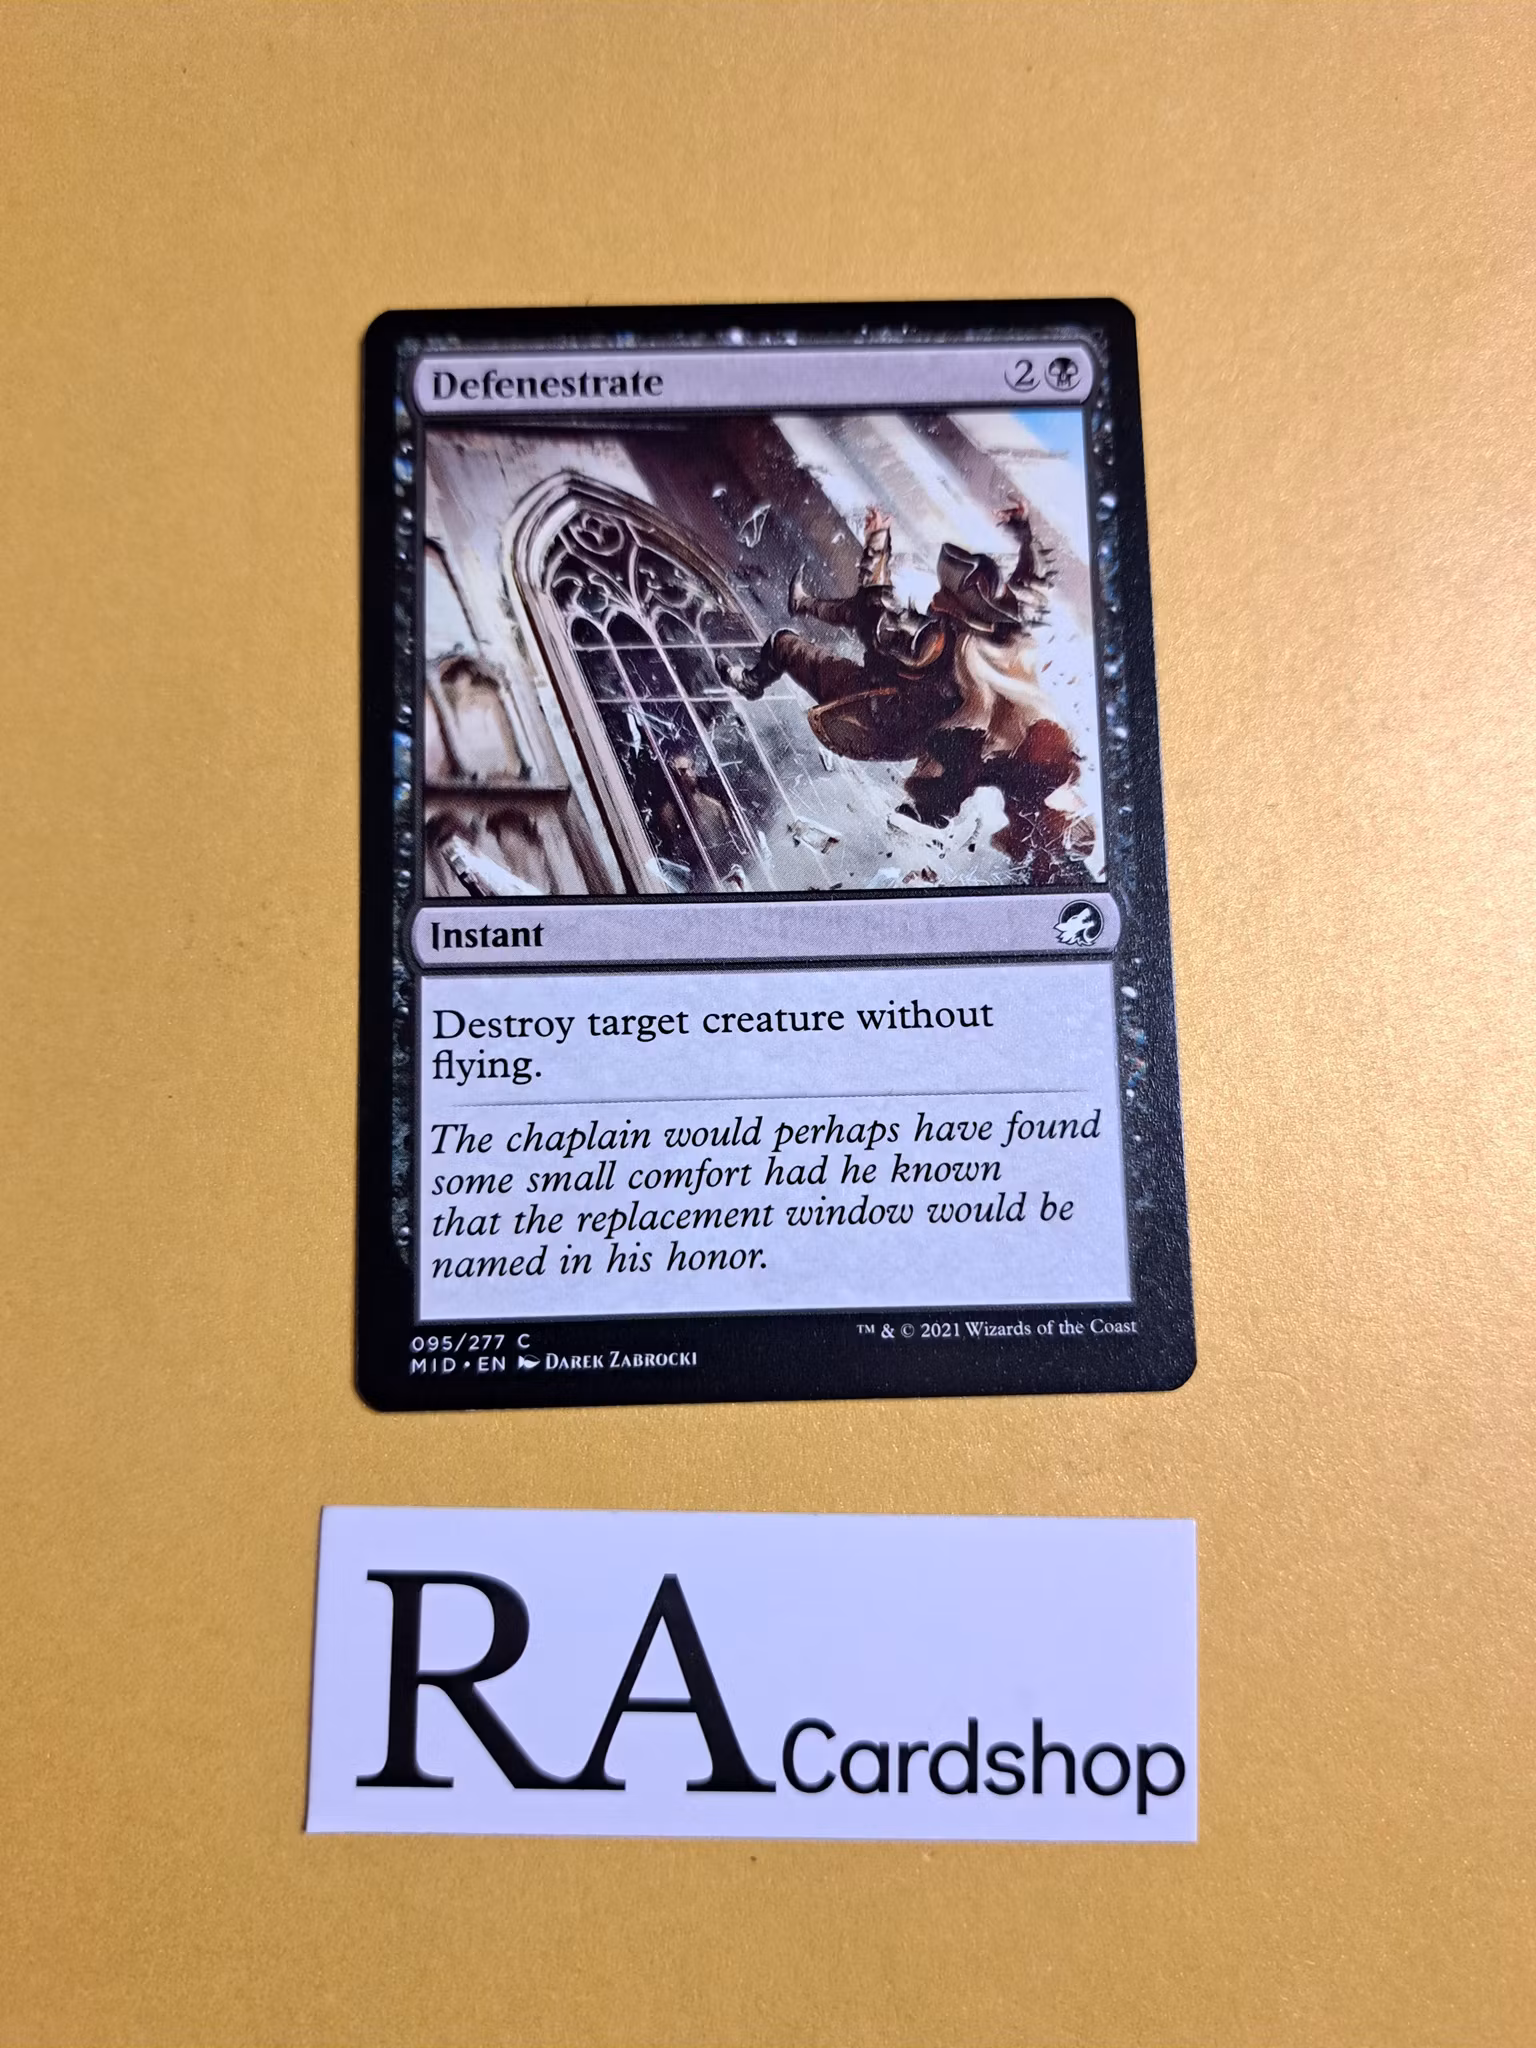 Defenestrate 2
Instant
Destroy target creature without
flying.
The chaplain would perhaps have found
some small comfort had he known
that the replacement window would be
named in his honor.
095/277 C
MID • EN DAREK ZABROCKI
™ & © 2021 Wizards of the Coast
RA Cardshop